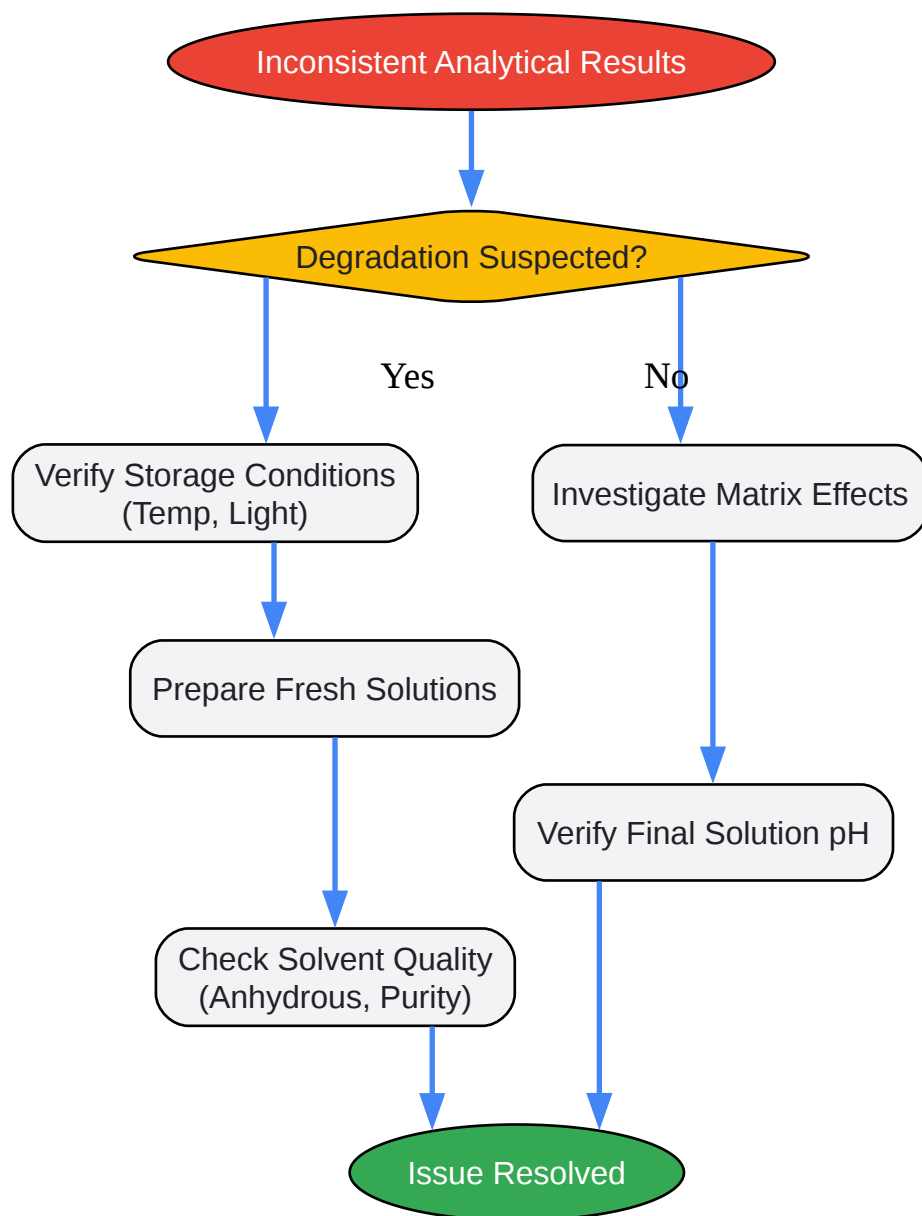 Inconsistent Analytical Results
Degradation Suspected?
Yes
No
Verify Storage Conditions
(Temp, Light)
Investigate Matrix Effects
Prepare Fresh Solutions
Verify Final Solution pH
Check Solvent Quality
(Anhydrous, Purity)
Issue Resolved